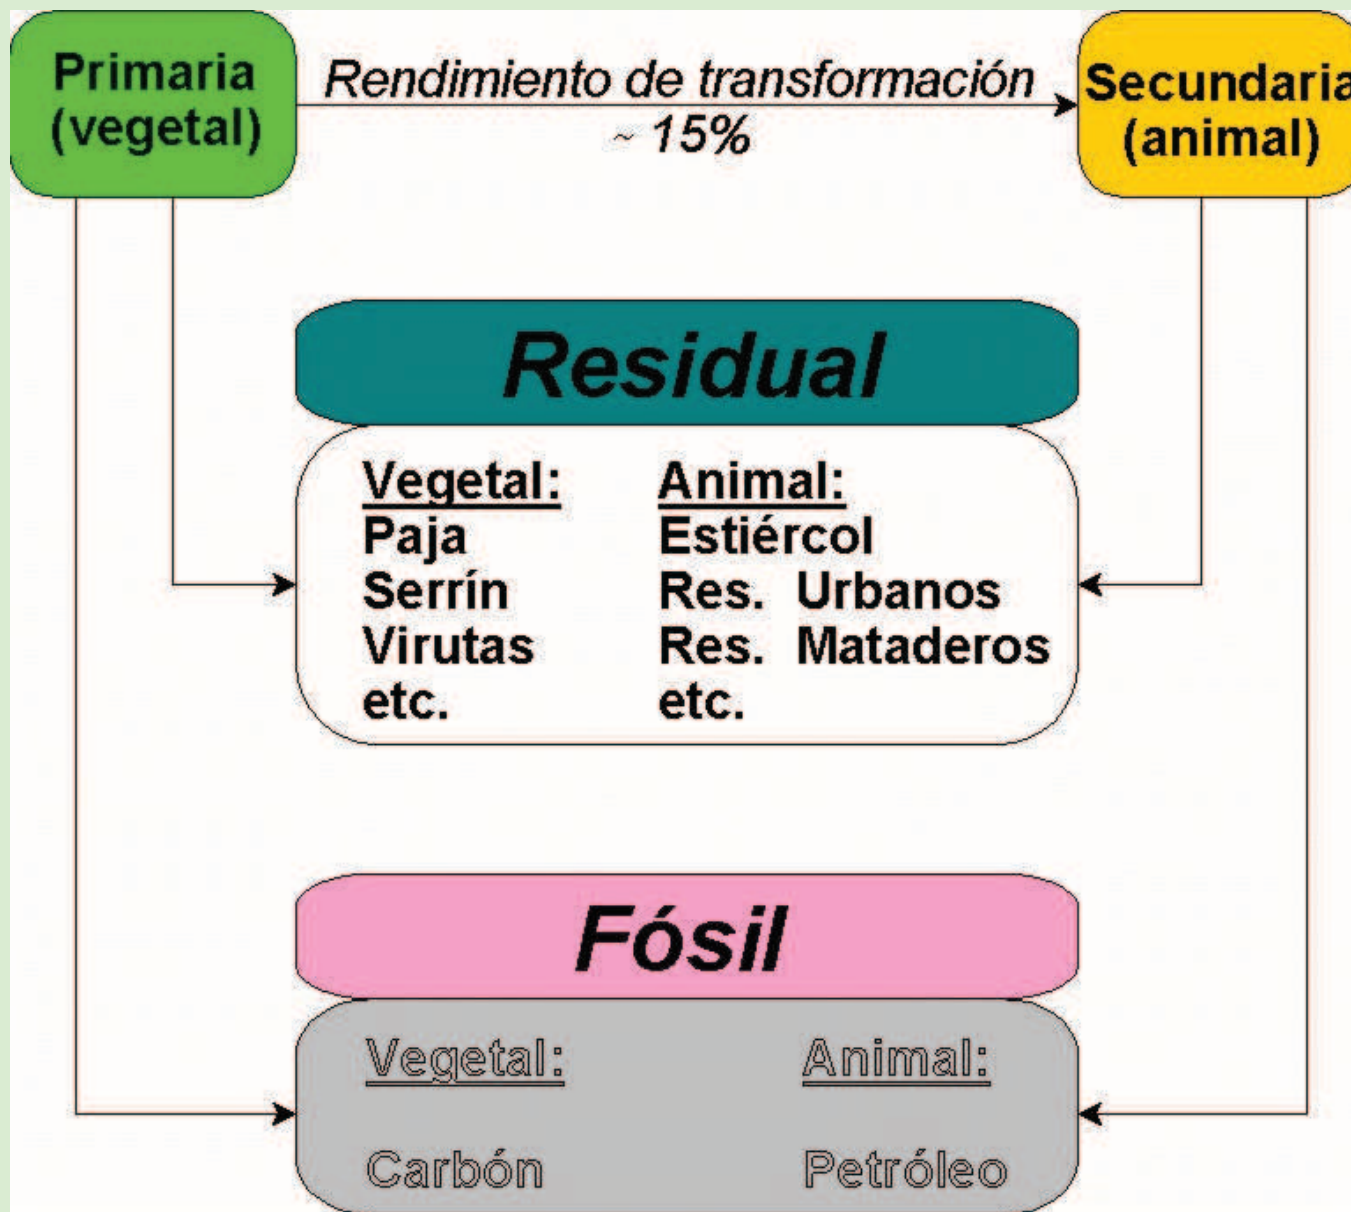 Primaria
(vegetal)
Rendimiento de transformación
~ 15%
Secundaria
(animal)
Residual
Vegetal:
Paja
Serrín
Virutas
etc.
Animal:
Estiércol
Res. Urbanos
Res. Mataderos
etc.
Fósil
Vegetal:
Carbón
Animal:
Petróleo